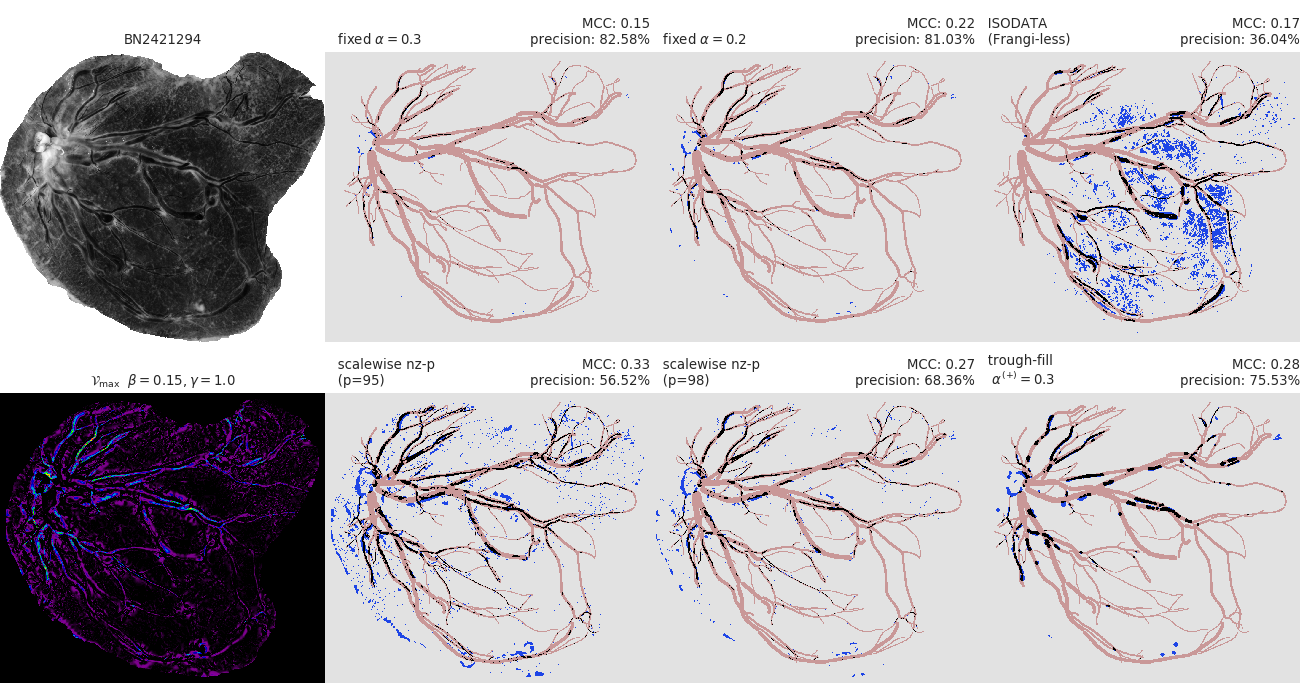 BN2421294
fixed α = 0.3
MCC: 0.15
precision: 82.58%
fixed α = 0.2
MCC: 0.22
precision: 81.03%
ISODATA
(Frangi-less)
MCC: 0.17
precision: 36.04%
𝒱max β = 0.15, γ = 1.0
scalewise nz-p
(p=95)
MCC: 0.33
precision: 56.52%
scalewise nz-p
(p=98)
MCC: 0.27
precision: 68.36%
trough-fill
α(+) = 0.3
MCC: 0.28
precision: 75.53%